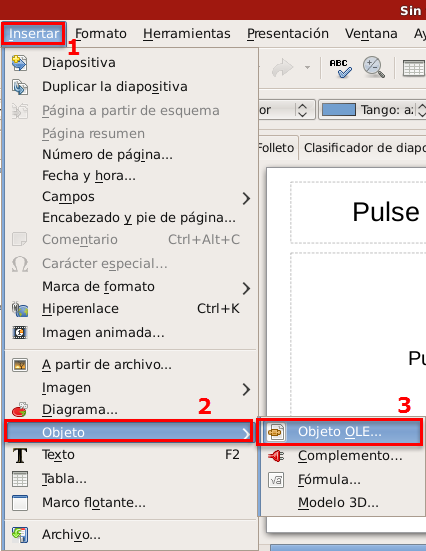 Sin
Insertar Formato Herramientas Presentación Ventana Ay
1
Diapositiva
Duplicar la diapositiva
Página a partir de esquema
Página resumen
Número de página...
Fecha y hora...
Campos
Encabezado y pie de página...
Comentario Ctrl+Alt+C
Carácter especial...
Marca de formato
Hiperenlace Ctrl+K
Imagen animada...
A partir de archivo...
Imagen
Diagrama...
2
Objeto
Texto F2
Tabla...
Marco flotante...
Archivo...
ABC
or
Tango: a
Folleto Clasificador de diapo
Pulse
Pu
3
Objeto OLE...
Complemento...
Fórmula...
Modelo 3D...